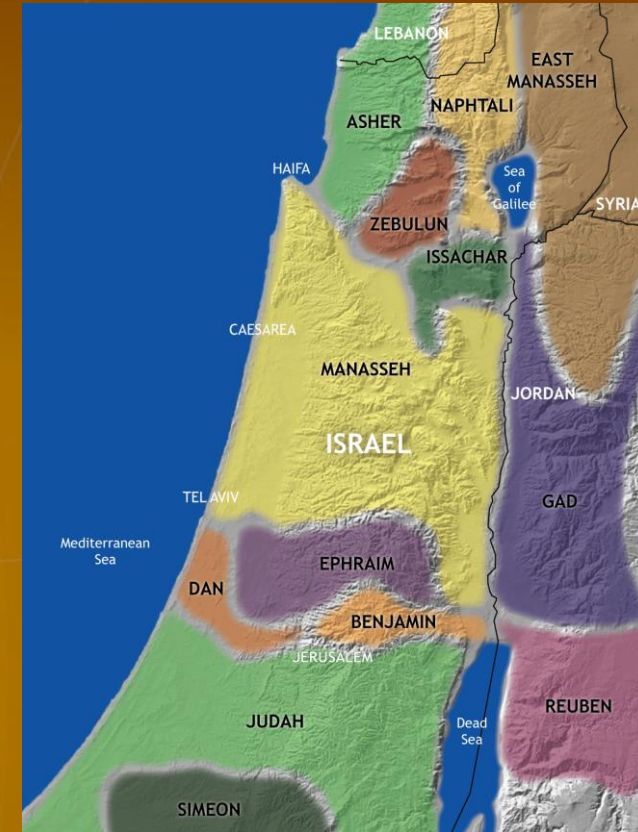 LEBANON
EAST
MANASSEH
NAPHTALI
ASHER
HAIFA
Sea
of
Galilee
SYRIA
ZEBULUN
ISSACHAR
CAESAREA
MANASSEH
JORDAN
ISRAEL
TEL AVIV
GAD
Mediterranean
Sea
EPHRAIM
DAN
BENJAMIN
JERUSALEM
REUBEN
JUDAH
Dead
Sea
SIMEON